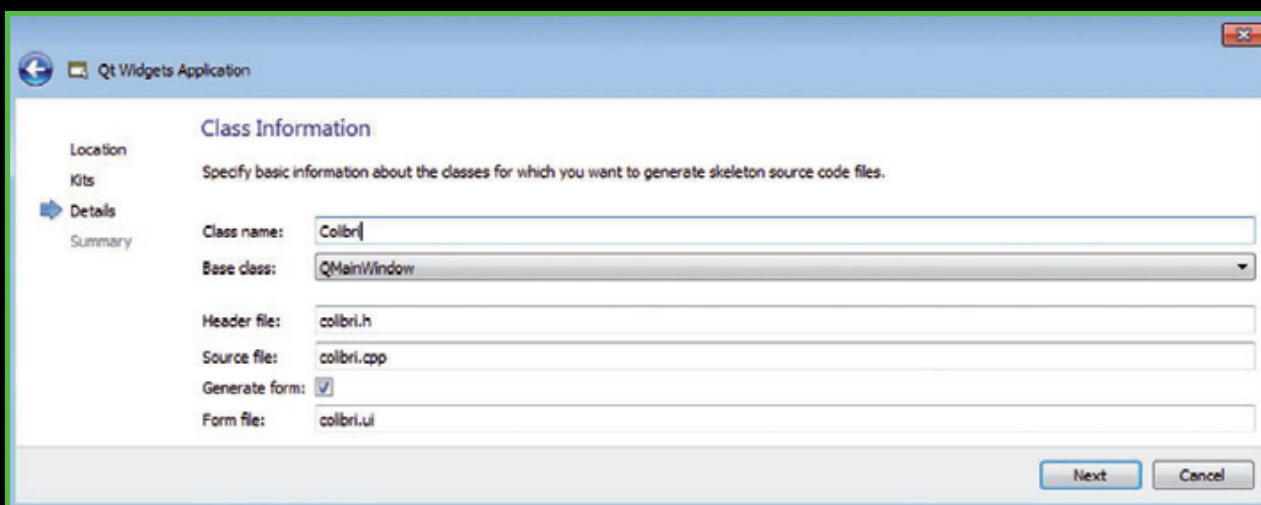 Qt Widgets Application
Location
Kits
Details
Summary
Class Information
Specify basic information about the classes for which you want to generate skeleton source code files.
Class name: Colibri
Base class: QMainWindow
Header file: colibri.h
Source file: colibri.cpp
Generate form:
Form file: colibri.ui
Next Cancel